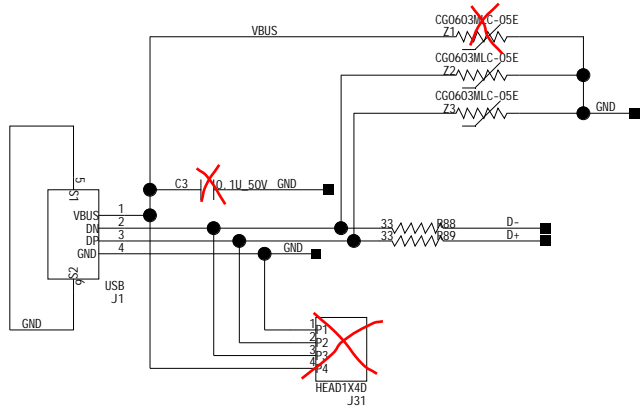 CG0603MLC-05E
Z1
VBUS
CG0603MLC-05E
Z2
CG0603MLC-05E
Z3
GND
5
S1
C3
0.1U_50V
GND
VBUS
1
DN
2
33
R88
D-
DP
3
33
R89
D+
GND
4
GND
S2
6
USB
J1
GND
1
P1
2
P2
3
P3
4
P4
HEAD1X4D
J31